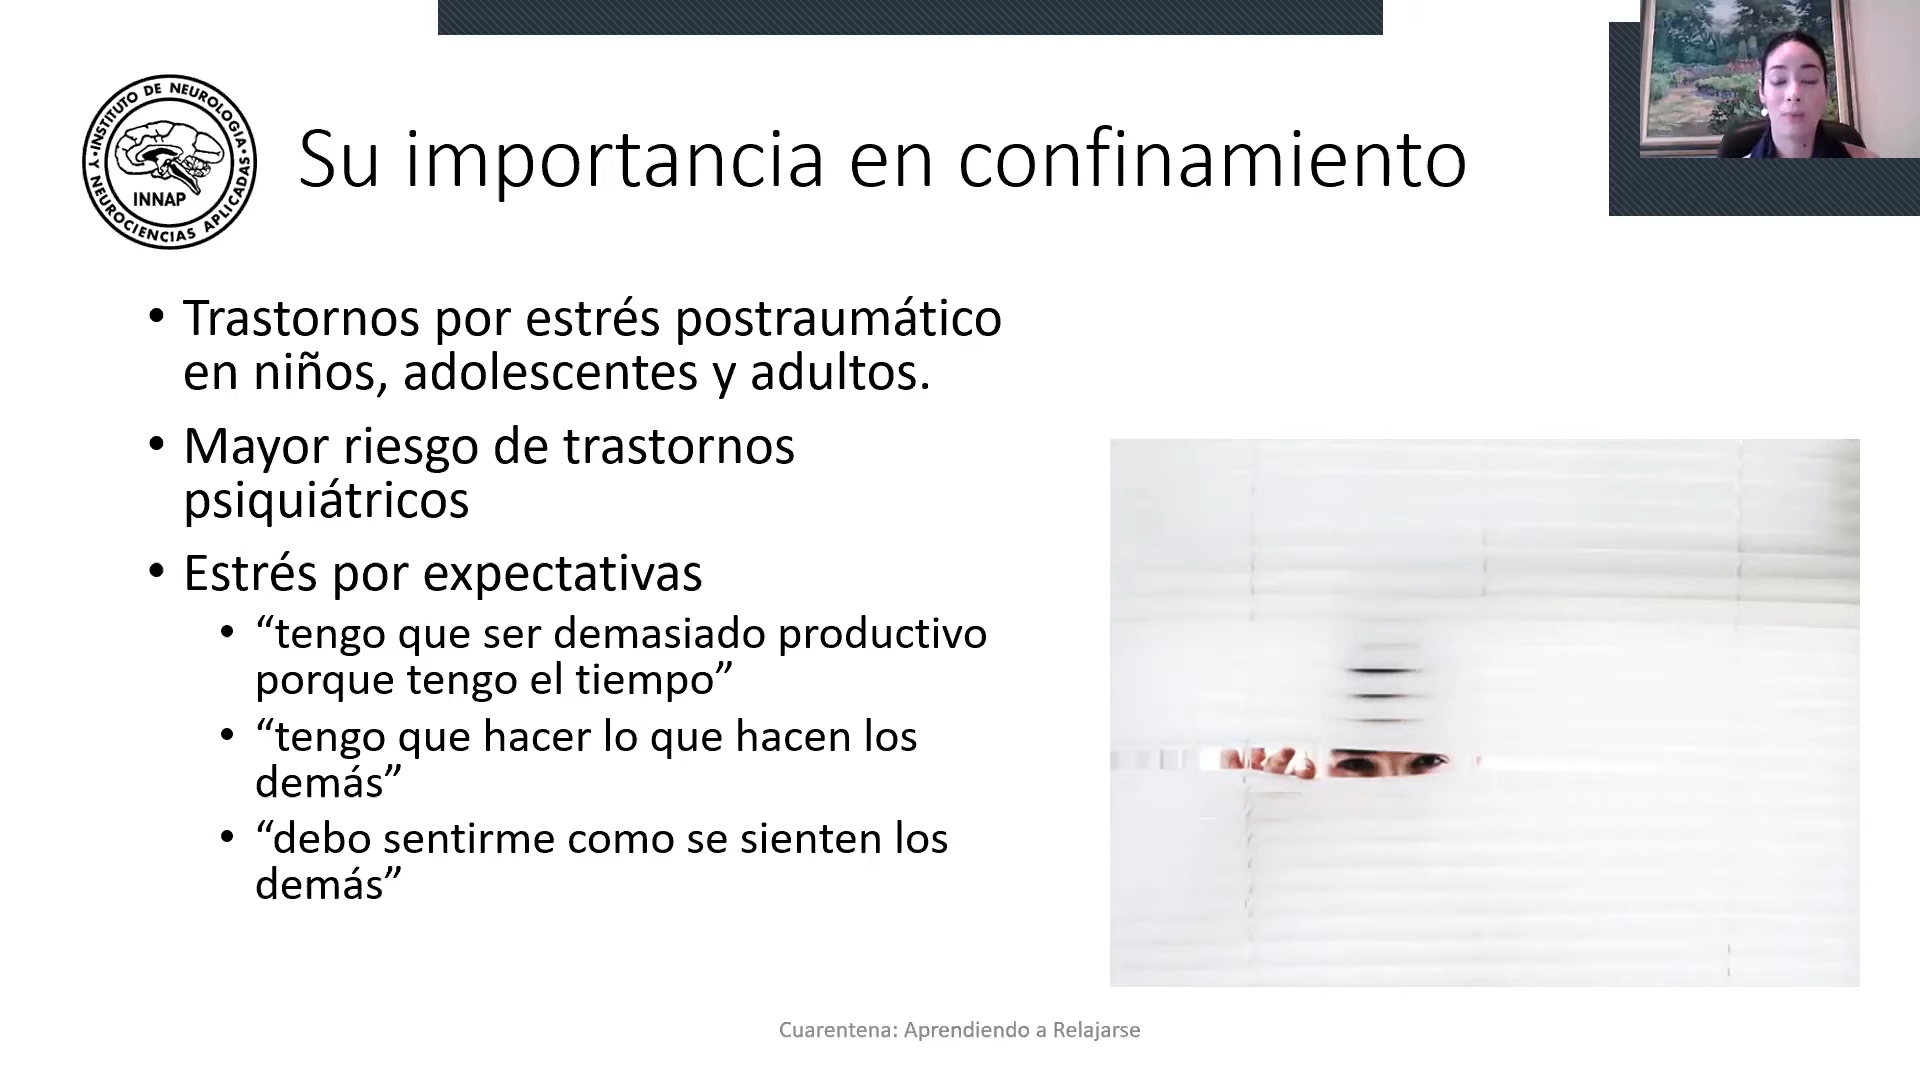 INSTITUTO DE NEUROLOGIA
Y NEUROCIENCIAS APLICADAS
INNAP
Su importancia en confinamiento
• Trastornos por estrés postraumático
en niños, adolescentes y adultos.
• Mayor riesgo de trastornos
psiquiátricos
• Estrés por expectativas
• “tengo que ser demasiado productivo
porque tengo el tiempo”
• “tengo que hacer lo que hacen los
demás”
• “debo sentirme como se sienten los
demás”
Cuarentena: Aprendiendo a Relajarse